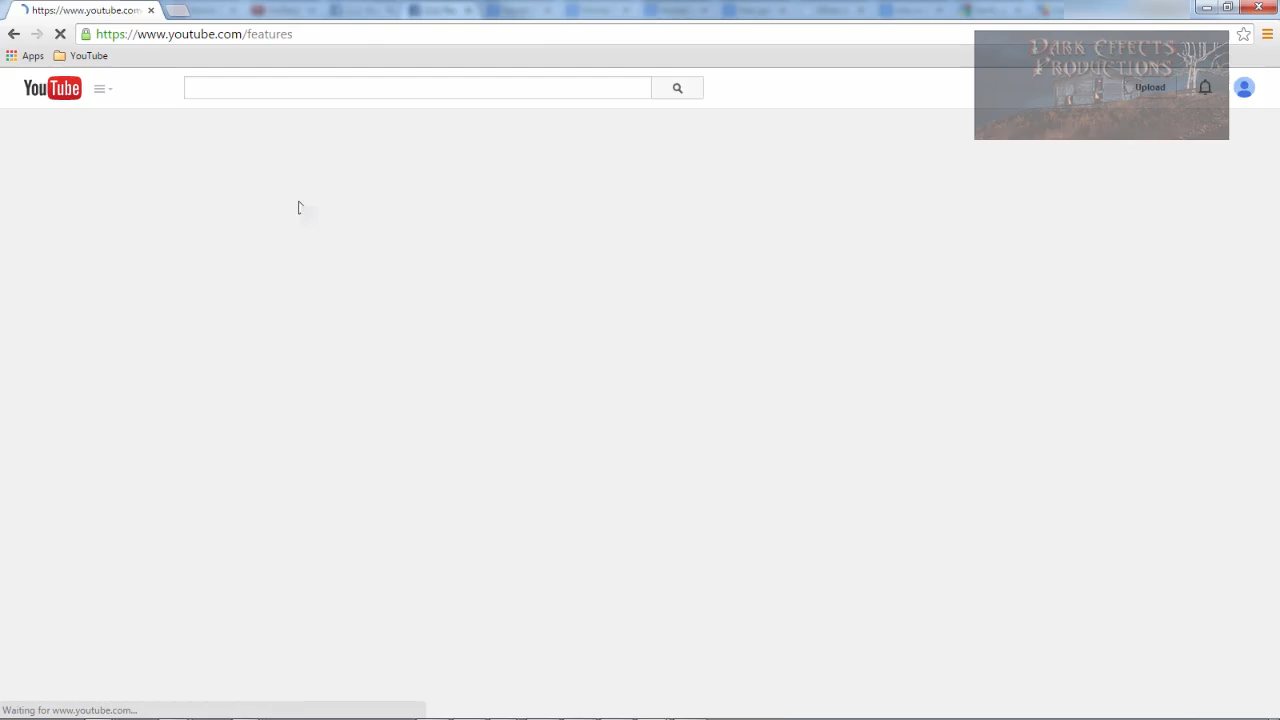 https://www.youtube.com
https://www.youtube.com/features
Apps
YouTube
DARK EFFECTS
PRODUCTIONS
YouTube
Upload
Waiting for www.youtube.com...